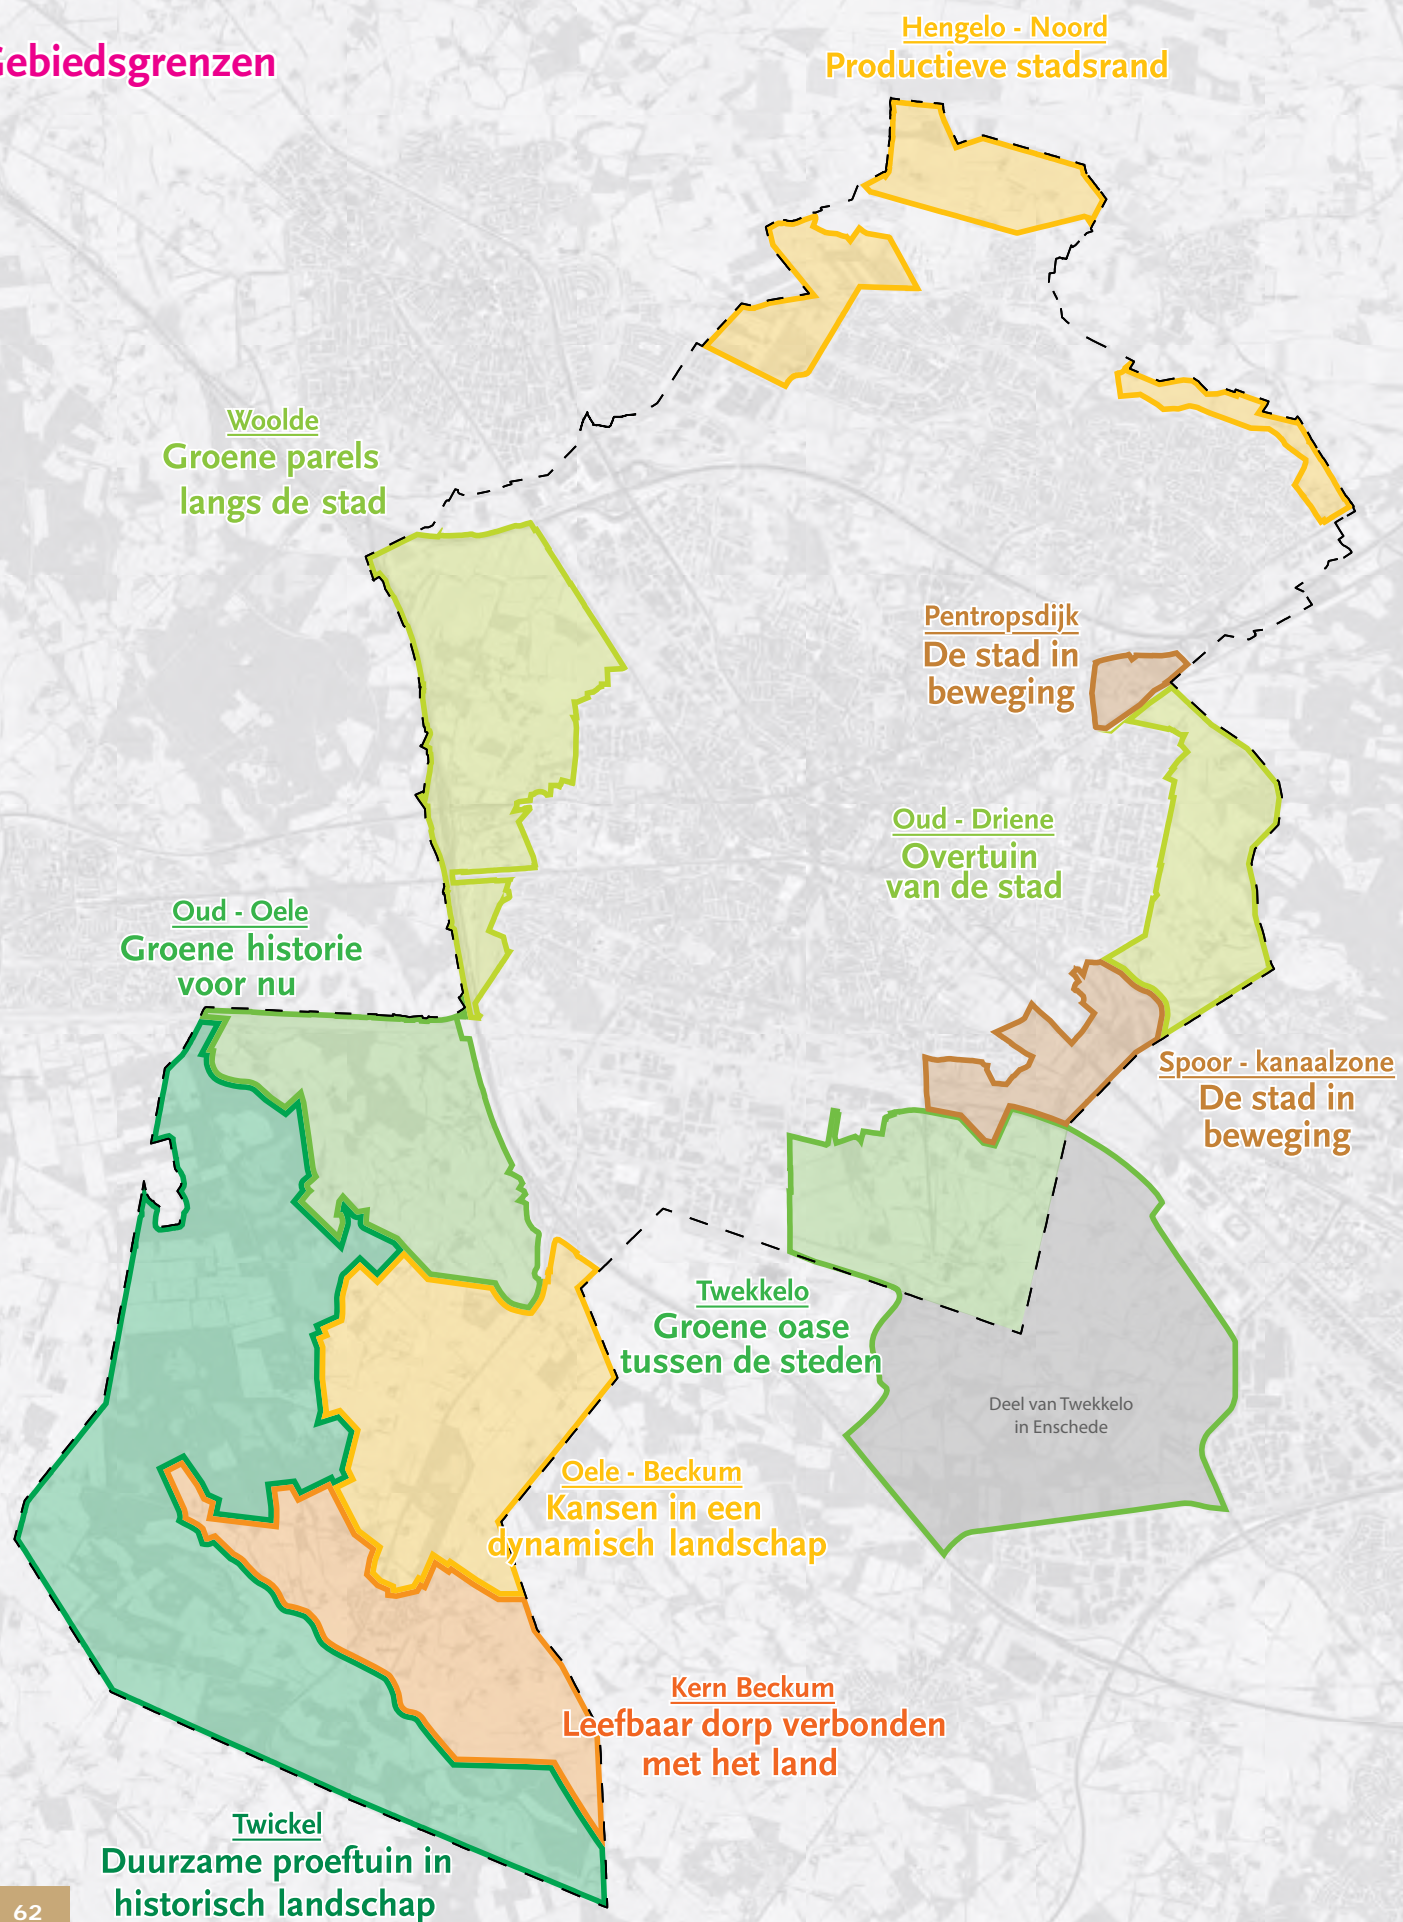 Gebiedsgrenzen
Hengelo - Noord
Productieve stadsrand
Woolde
Groene parels
langs de stad
Pentropsdijk
De stad in
beweging
Oud - Driene
Overtuin
van de stad
Oud - Oele
Groene historie
voor nu
Spoor - kanaalzone
De stad in
beweging
Twekkelo
Groene oase
tussen de steden
Deel van Twekkelo
in Enschede
Oele - Beckum
Kansen in een
dynamisch landschap
Kern Beckum
Leefbaar dorp verbonden
met het land
Twickel
Duurzame proeftuin in
historisch landschap
62